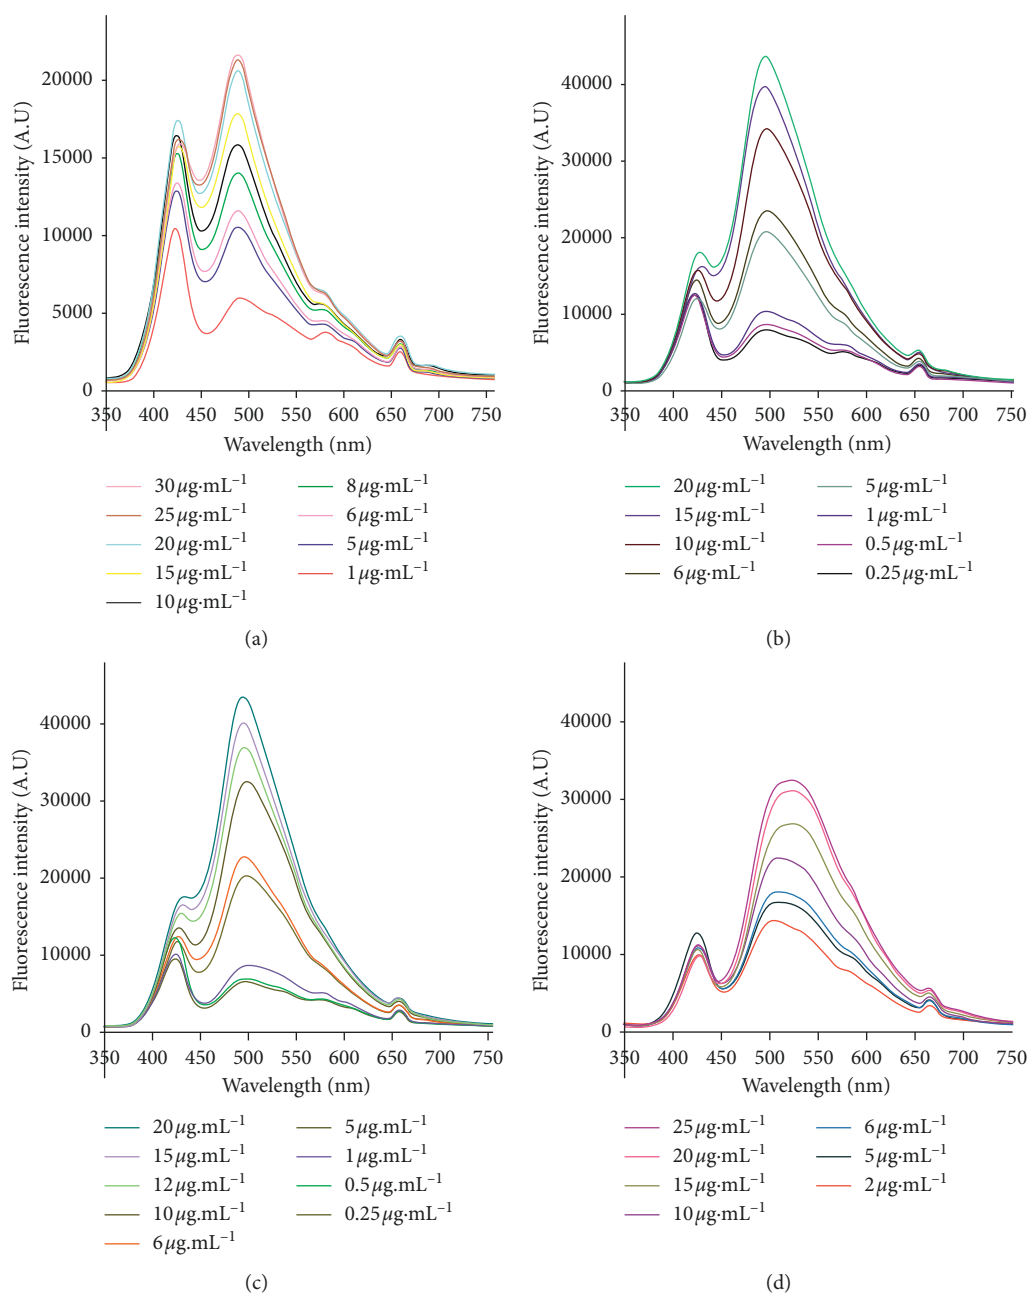 Fluorescence intensity (A.U)
20000
15000
10000
5000
0
350 400 450 500 550 600 650 700 750
Wavelength (nm)
30 μg·mL⁻¹ 8 μg·mL⁻¹
25 μg·mL⁻¹ 6 μg·mL⁻¹
20 μg·mL⁻¹ 5 μg·mL⁻¹
15 μg·mL⁻¹ 1 μg·mL⁻¹
10 μg·mL⁻¹
(a)
Fluorescence intensity (A.U)
40000
30000
20000
10000
0
350 400 450 500 550 600 650 700 750
Wavelength (nm)
20 μg·mL⁻¹ 5 μg·mL⁻¹
15 μg·mL⁻¹ 1 μg·mL⁻¹
10 μg·mL⁻¹ 0.5 μg·mL⁻¹
6 μg·mL⁻¹ 0.25 μg·mL⁻¹
(b)
Fluorescence intensity (A.U)
40000
30000
20000
10000
0
350 400 450 500 550 600 650 700 750
Wavelength (nm)
20 μg.mL⁻¹ 5 μg.mL⁻¹
15 μg.mL⁻¹ 1 μg.mL⁻¹
12 μg.mL⁻¹ 0.5 μg.mL⁻¹
10 μg.mL⁻¹ 0.25 μg·mL⁻¹
6 μg.mL⁻¹
(c)
Fluorescence intensity (A.U)
40000
30000
20000
10000
0
350 400 450 500 550 600 650 700 750
Wavelength (nm)
25 μg·mL⁻¹ 6 μg·mL⁻¹
20 μg·mL⁻¹ 5 μg·mL⁻¹
15 μg·mL⁻¹ 2 μg·mL⁻¹
10 μg·mL⁻¹
(d)